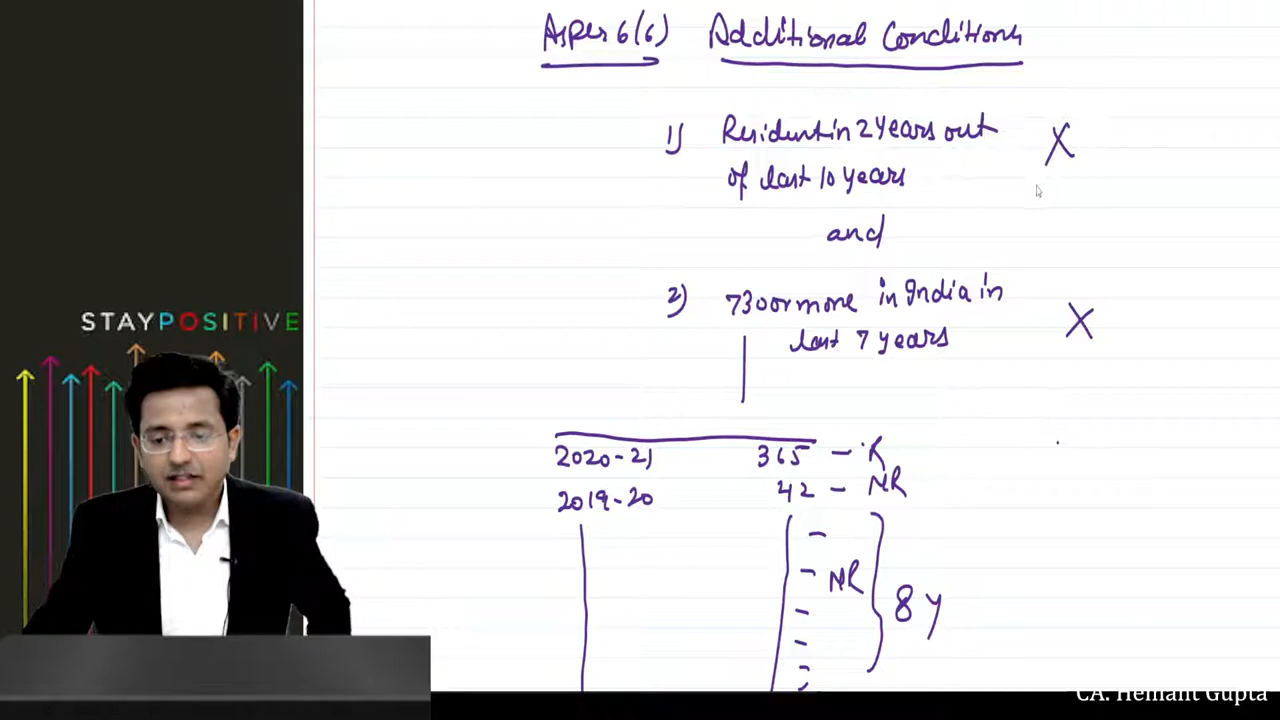 As per 6(6) Additional Conditions
1) Resident in 2 years out
of last 10 years
X
and
2) 730 or more in India in
last 7 years
X
STAYPOSITIVE
2020-21 365 - R
2019-20 42 - NR
NR
8 y
CA. Hemant Gupta